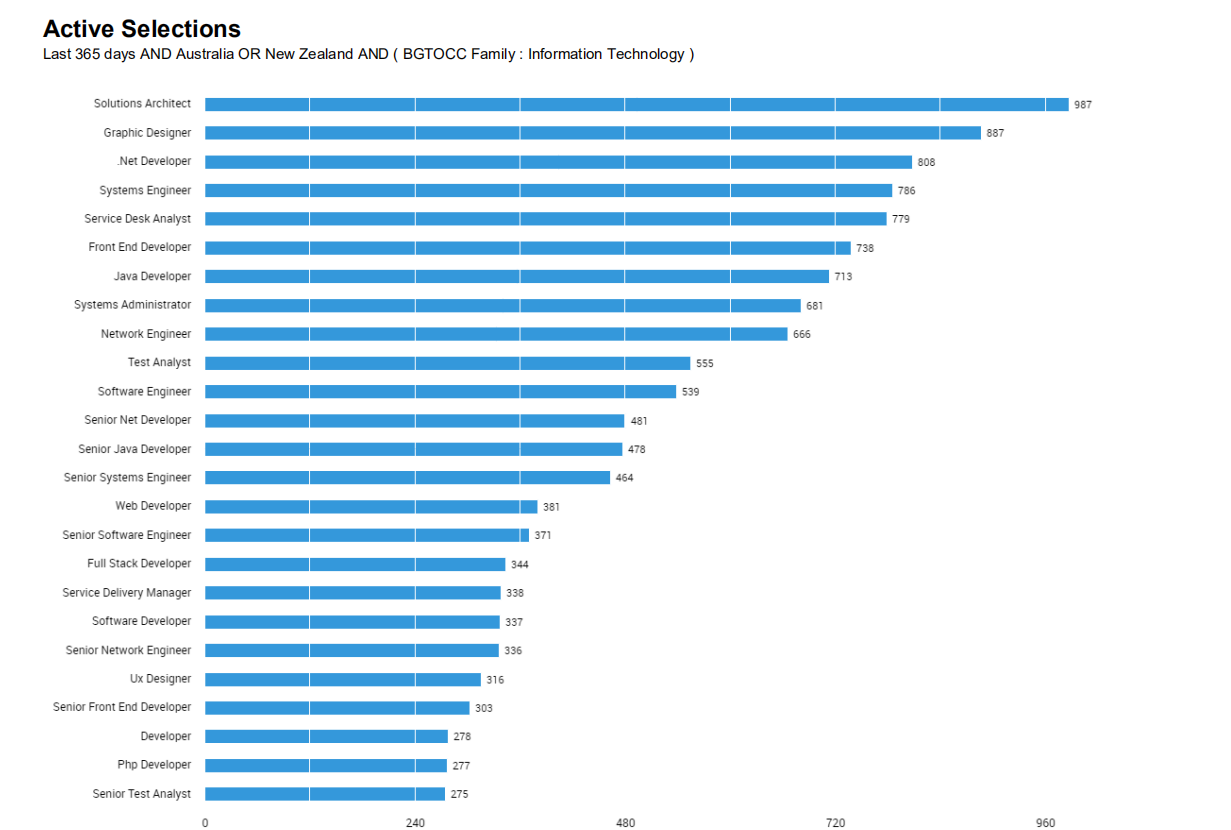 Active Selections
Last 365 days AND Australia OR New Zealand AND ( BGTOCC Family : Information Technology )
Solutions Architect 987
Graphic Designer 887
.Net Developer 808
Systems Engineer 786
Service Desk Analyst 779
Front End Developer 738
Java Developer 713
Systems Administrator 681
Network Engineer 666
Test Analyst 555
Software Engineer 539
Senior Net Developer 481
Senior Java Developer 478
Senior Systems Engineer 464
Web Developer 381
Senior Software Engineer 371
Full Stack Developer 344
Service Delivery Manager 338
Software Developer 337
Senior Network Engineer 336
Ux Designer 316
Senior Front End Developer 303
Developer 278
Php Developer 277
Senior Test Analyst 275
0 240 480 720 960